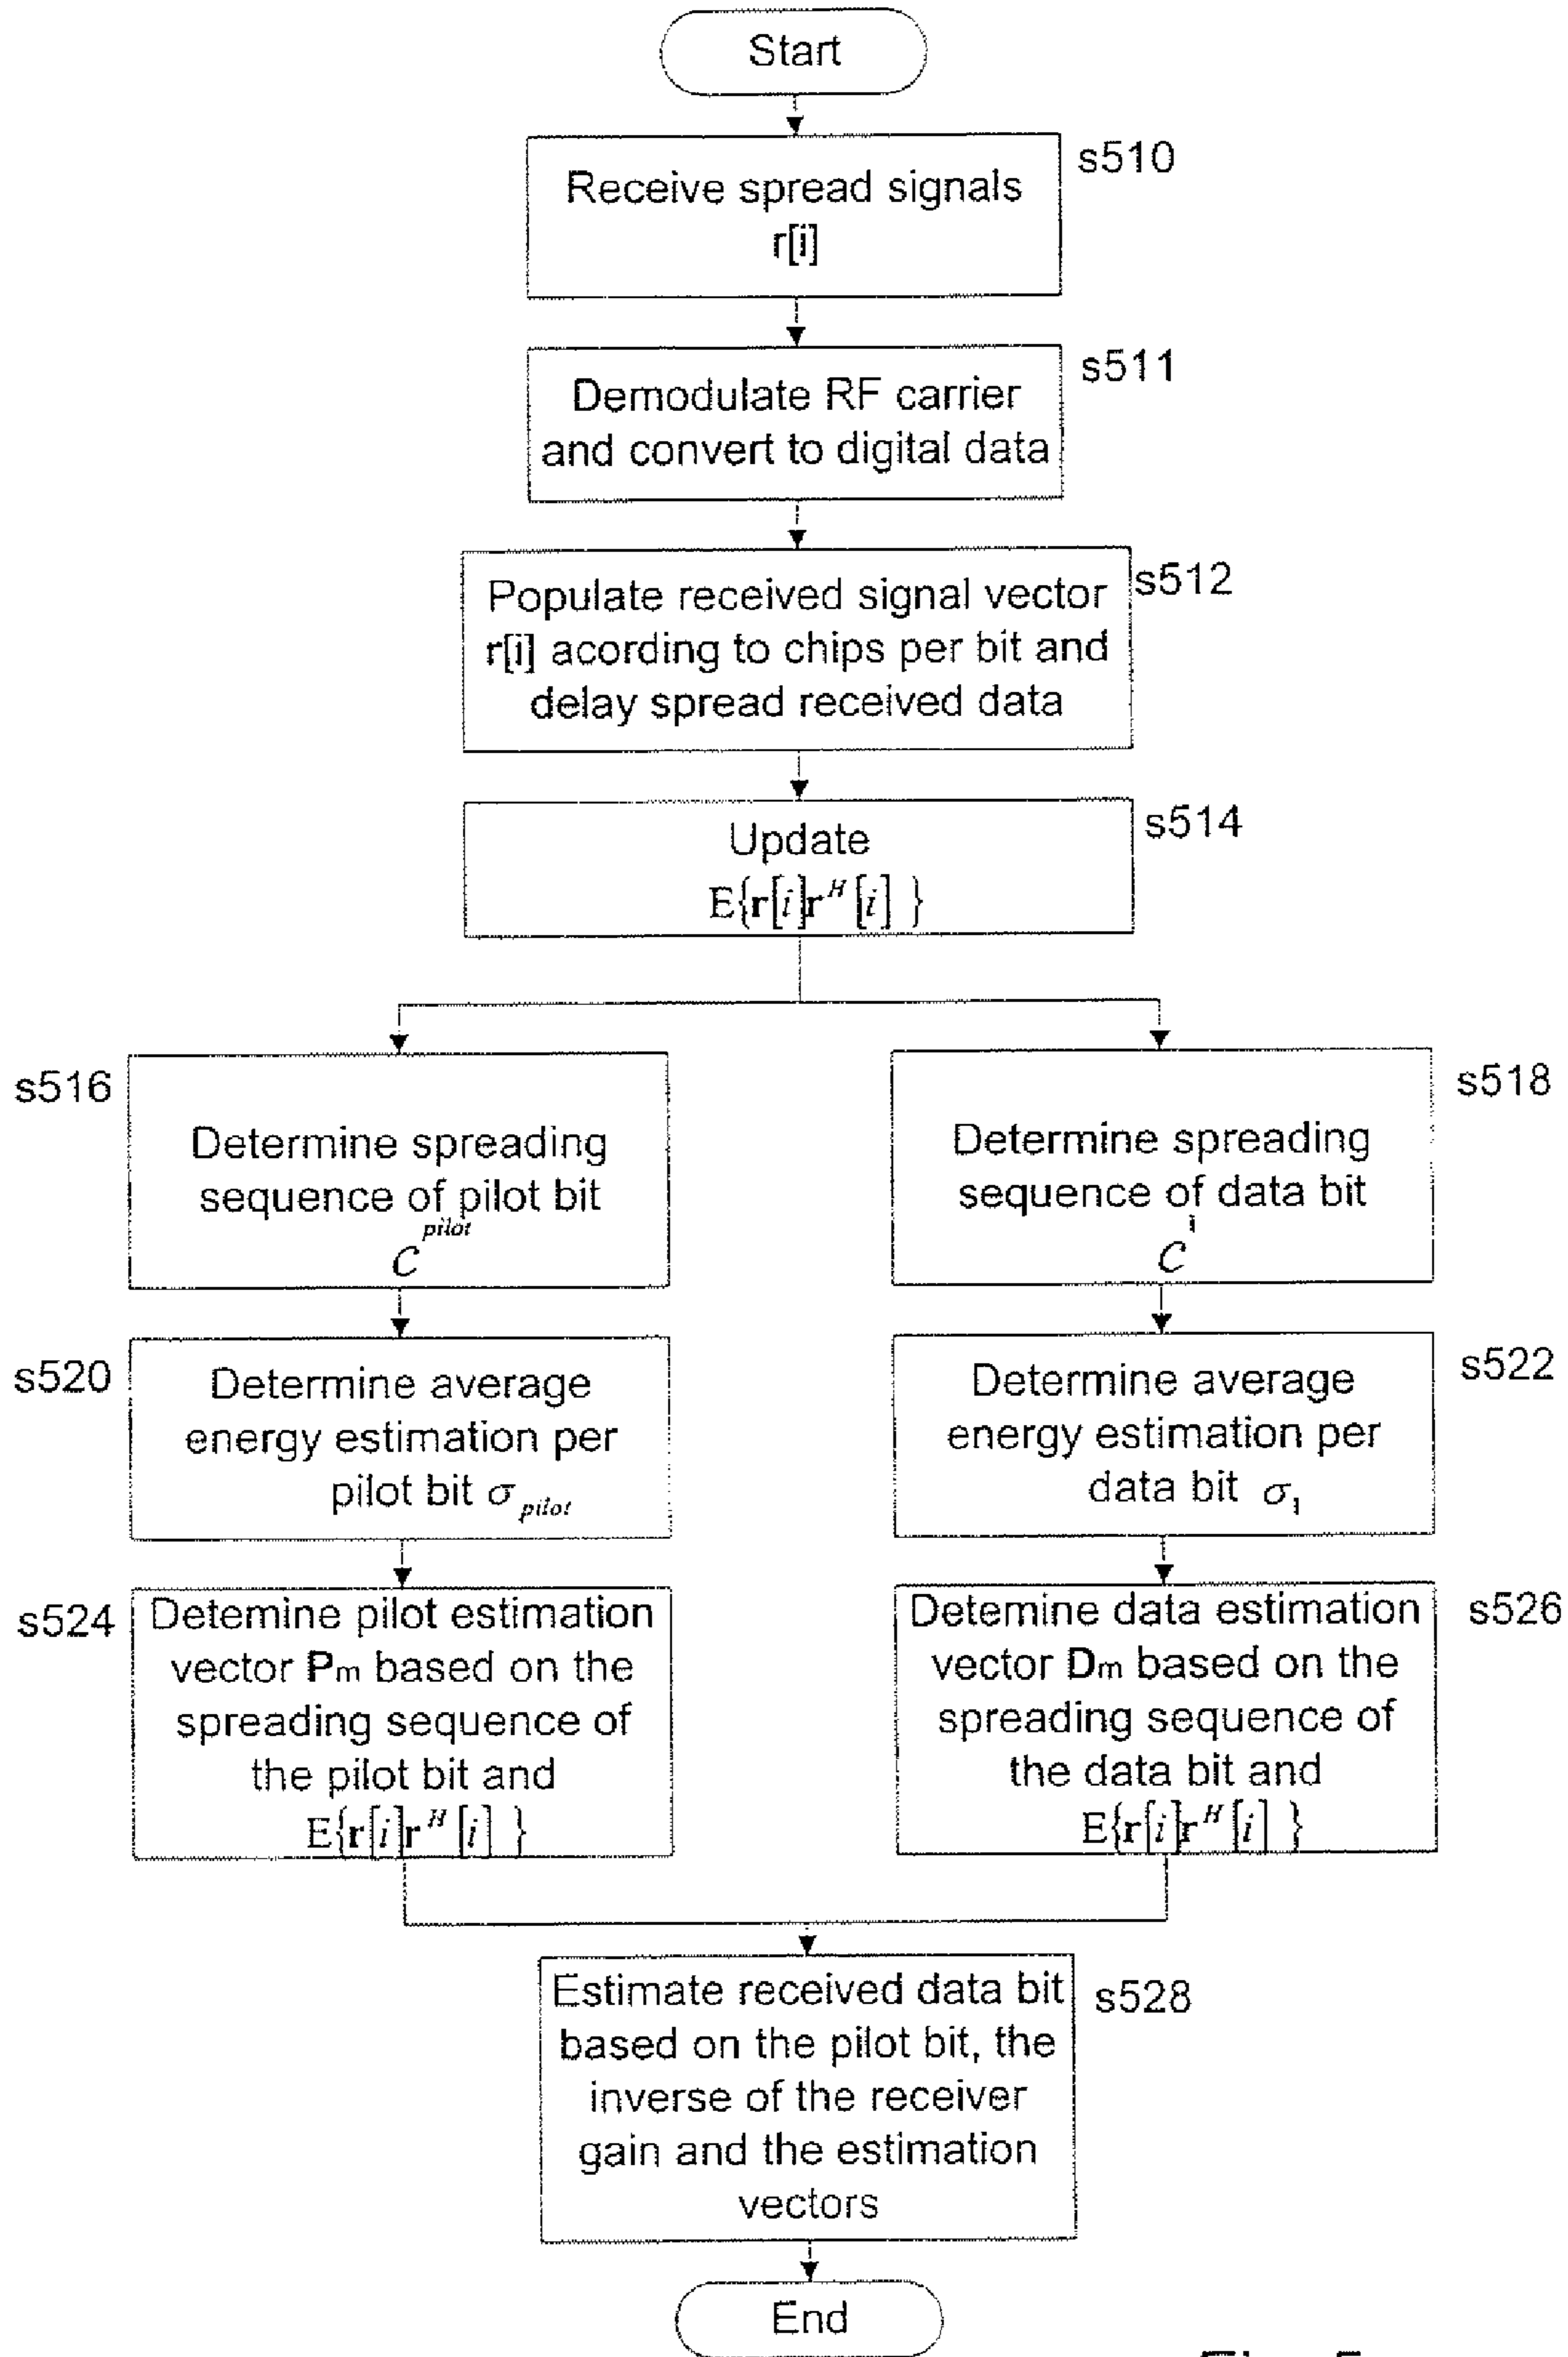 Start
s510
Receive spread signals
r[i]
s511
Demodulate RF carrier
and convert to digital data
s512
Populate received signal vector
r[i] acording to chips per bit and
delay spread received data
s514
Update
E{r[i]r^H[i] }
s516
Determine spreading
sequence of pilot bit
C^pilot
s518
Determine spreading
sequence of data bit
C^1
s520
Determine average
energy estimation per
pilot bit σ_pilot
s522
Determine average
energy estimation per
data bit σ_1
s524
Detemine pilot estimation
vector Pm based on the
spreading sequence of
the pilot bit and
E{r[i]r^H[i] }
s526
Detemine data estimation
vector Dm based on the
spreading sequence of
the data bit and
E{r[i]r^H[i] }
s528
Estimate received data bit
based on the pilot bit, the
inverse of the receiver
gain and the estimation
vectors
End